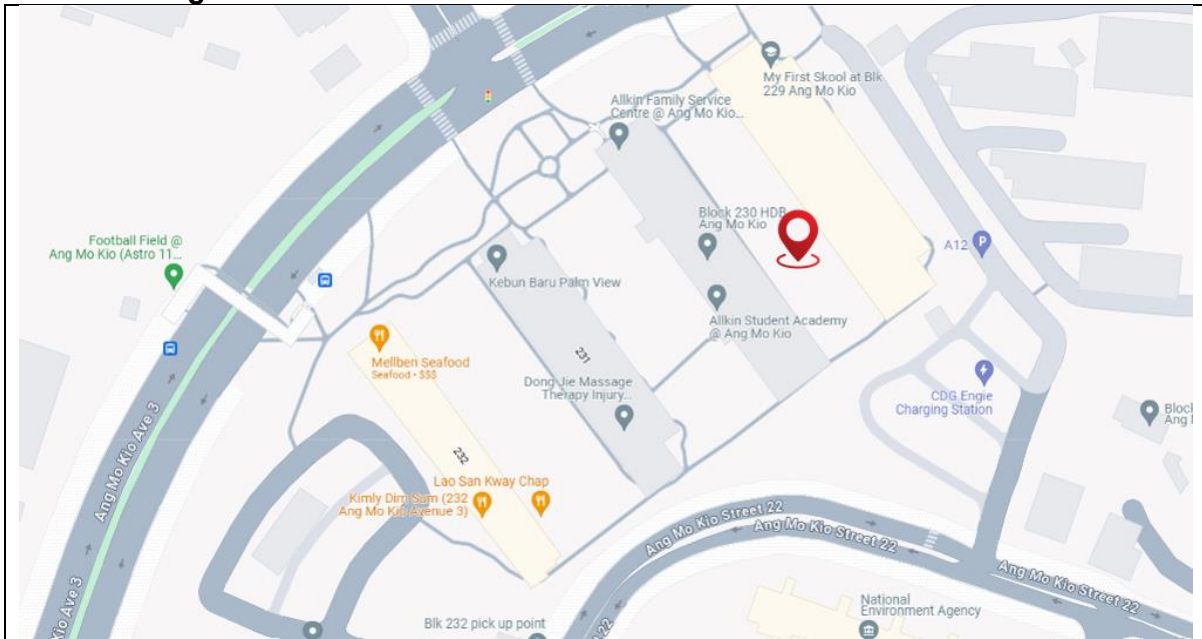 My First Skool at Blk
229 Ang Mo Kio
Allkin Family Service
Centre @ Ang Mo Kio...
Block 230 HDB
Ang Mo Kio
A12
P
Football Field @
Ang Mo Kio (Astro 11...
Kebun Baru Palm View
Allkin Student Academy
@ Ang Mo Kio
Mellben Seafood
Seafood • $$$
231
Dong Jie Massage
Therapy Injury...
CDG Engie
Charging Station
Block
Ang Mo Kio Ave 3
232
Lao San Kway Chap
Kimly Dim Sum (232
Ang Mo Kio Avenue 3)
Ang Mo Kio Street 22
Ang Mo Kio Street 22
Ang Mo Kio Street 22
National
Environment Agency
Blk 232 pick up point
Kio Ave 3
22